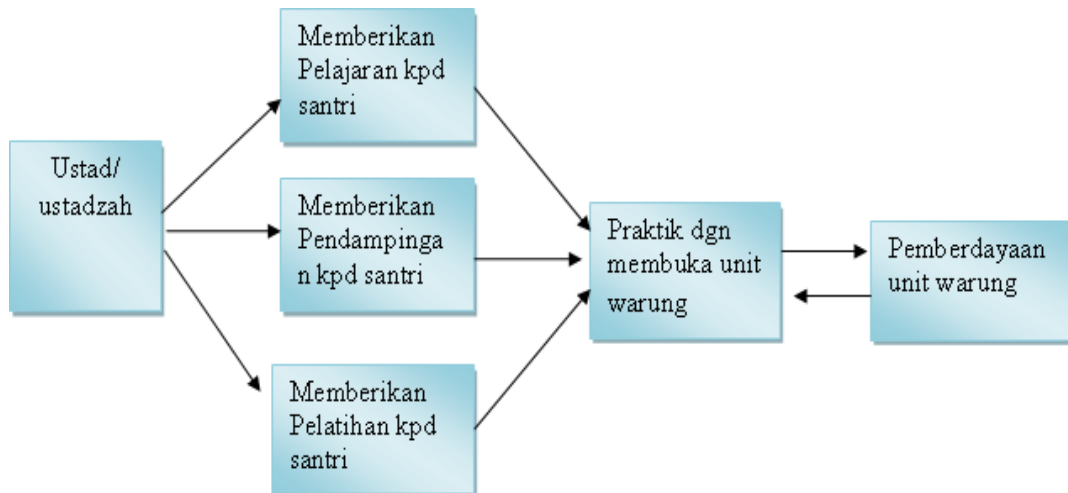 Ustad/
ustadzah
Memberikan
Pelajaran kpd
santri
Memberikan
Pendampinga
n kpd santri
Memberikan
Pelatihan kpd
santri
Praktik dgn
membuka unit
warung
Pemberdayaan
unit warung